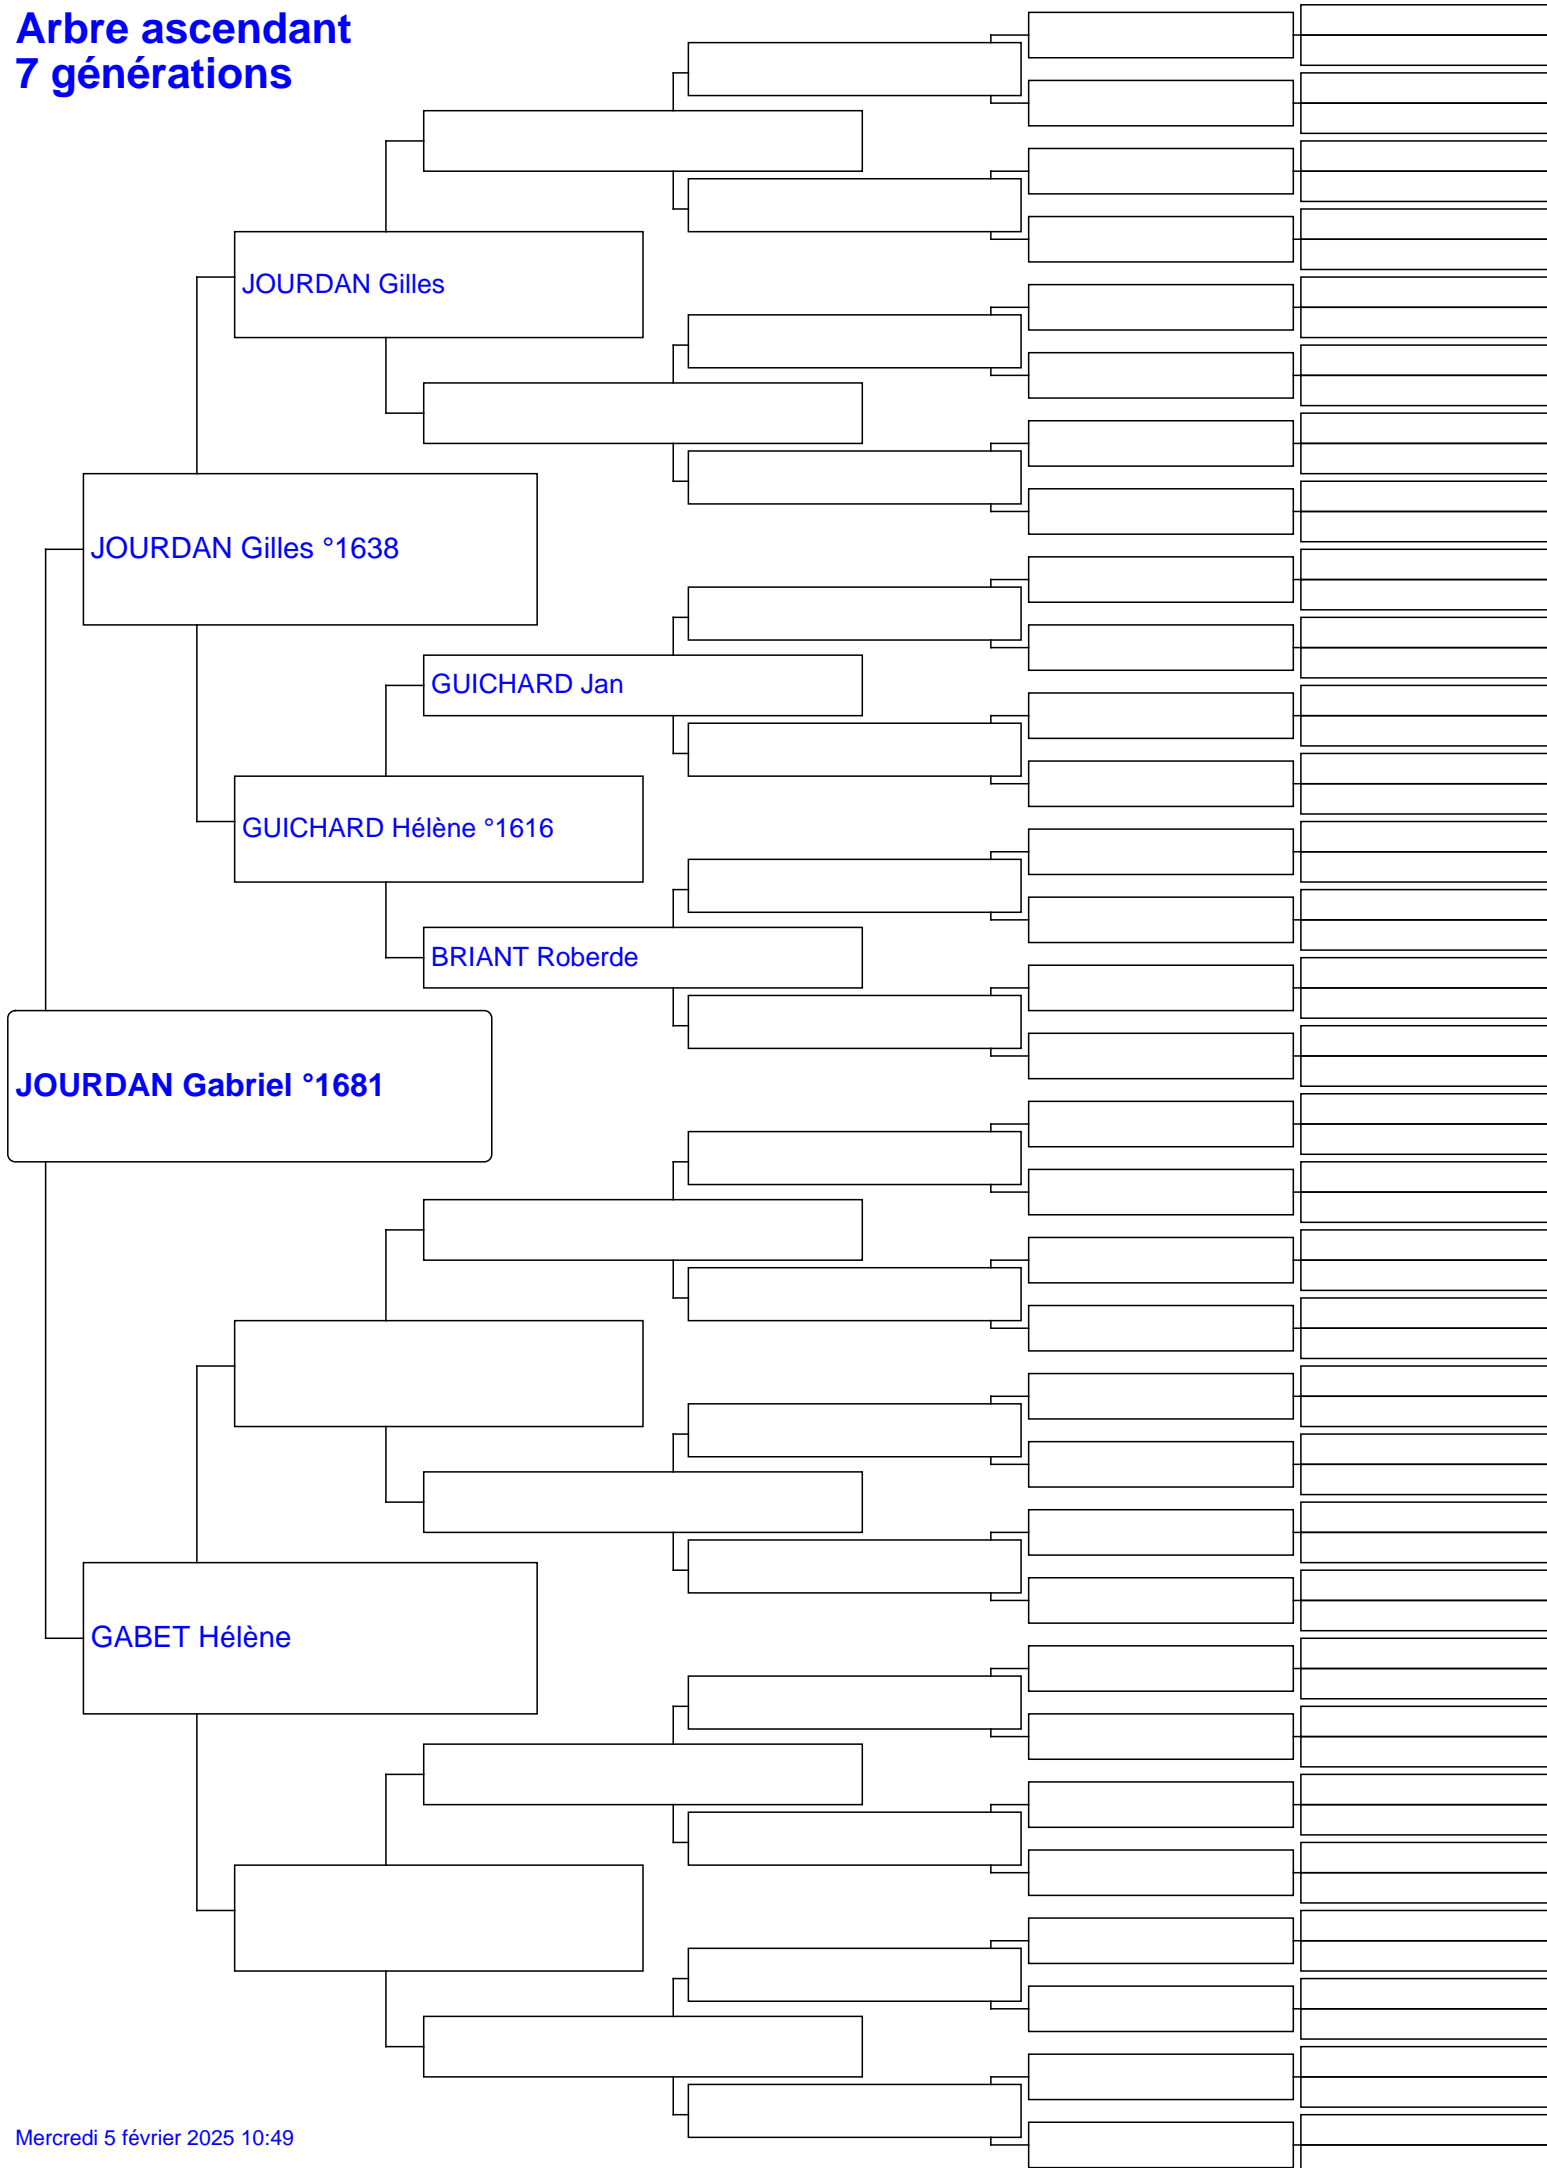 Arbre ascendant
7 générations
JOURDAN Gilles
JOURDAN Gilles °1638
GUICHARD Jan
GUICHARD Hélène °1616
BRIANT Roberde
JOURDAN Gabriel °1681
GABET Hélène
Mercredi 5 février 2025 10:49